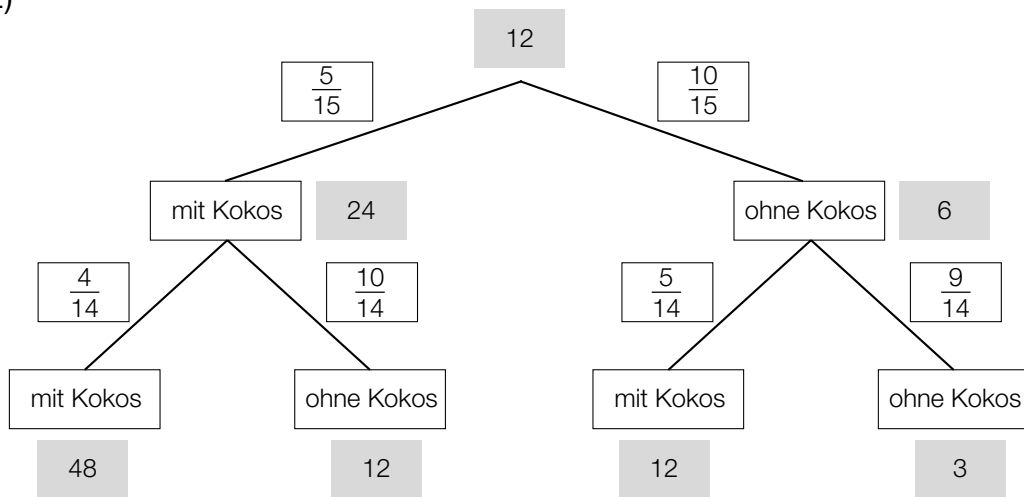 12
5/15 10/15
mit Kokos 24 ohne Kokos 6
4/14 10/14 5/14 9/14
mit Kokos ohne Kokos mit Kokos ohne Kokos
48 12 12 3